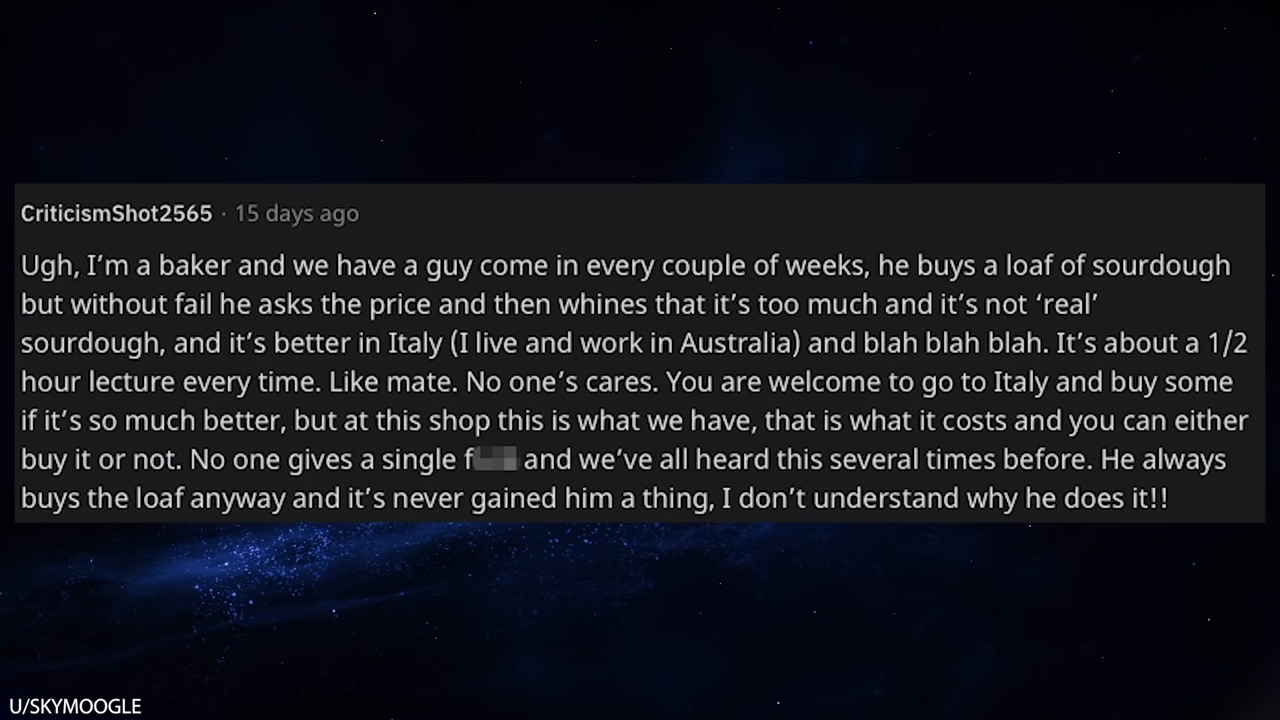 CriticismShot2565 · 15 days ago
Ugh, I’m a baker and we have a guy come in every couple of weeks, he buys a loaf of sourdough
but without fail he asks the price and then whines that it’s too much and it’s not ‘real’
sourdough, and it’s better in Italy (I live and work in Australia) and blah blah blah. It’s about a 1/2
hour lecture every time. Like mate. No one’s cares. You are welcome to go to Italy and buy some
if it’s so much better, but at this shop this is what we have, that is what it costs and you can either
buy it or not. No one gives a single f and we’ve all heard this several times before. He always
buys the loaf anyway and it’s never gained him a thing, I don’t understand why he does it!!
U/SKYMOOGLE